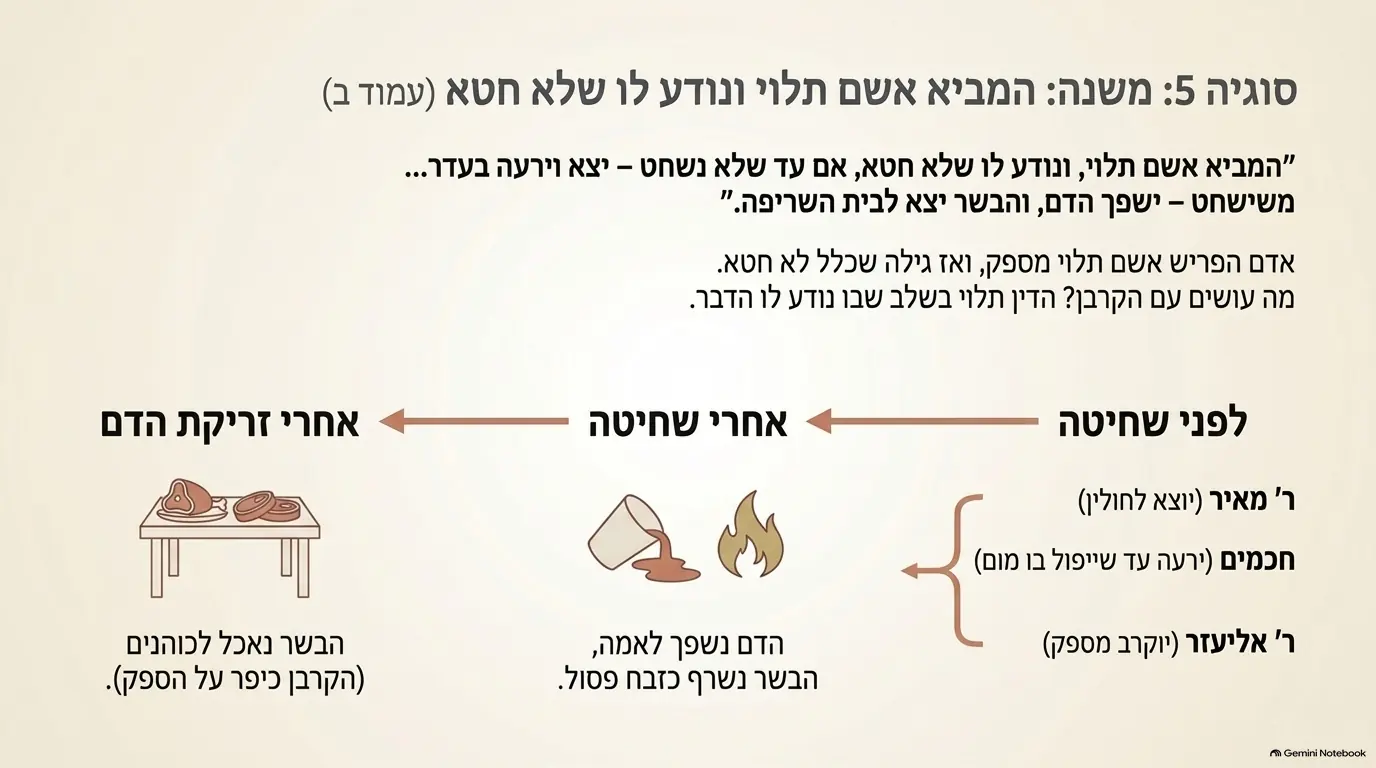 סוגיה 5: משנה: המביא אשם תלוי ונודע לו שלא חטא (עמוד ב)
"המביא אשם תלוי, ונודע לו שלא חטא, אם עד שלא נשחט – יצא וירעה בעדר...
משישחט – ישפך הדם, והבשר יצא לבית השריפה."
אדם הפריש אשם תלוי מספק, ואז גילה שכלל לא חטא.
מה עושים עם הקרבן? הדין תלוי בשלב שבו נודע לו הדבר.
לפני שחיטה
ר' מאיר (יוצא לחולין)
חכמים (ירעה עד שייפול בו מום)
ר' אליעזר (יוקרב מספק)
אחרי שחיטה
הדם נשפך לאמה,
הבשר נשרף כזבח פסול.
אחרי זריקת הדם
הבשר נאכל לכוהנים
(הקרבן כיפר על הספק).
Gemini Notebook